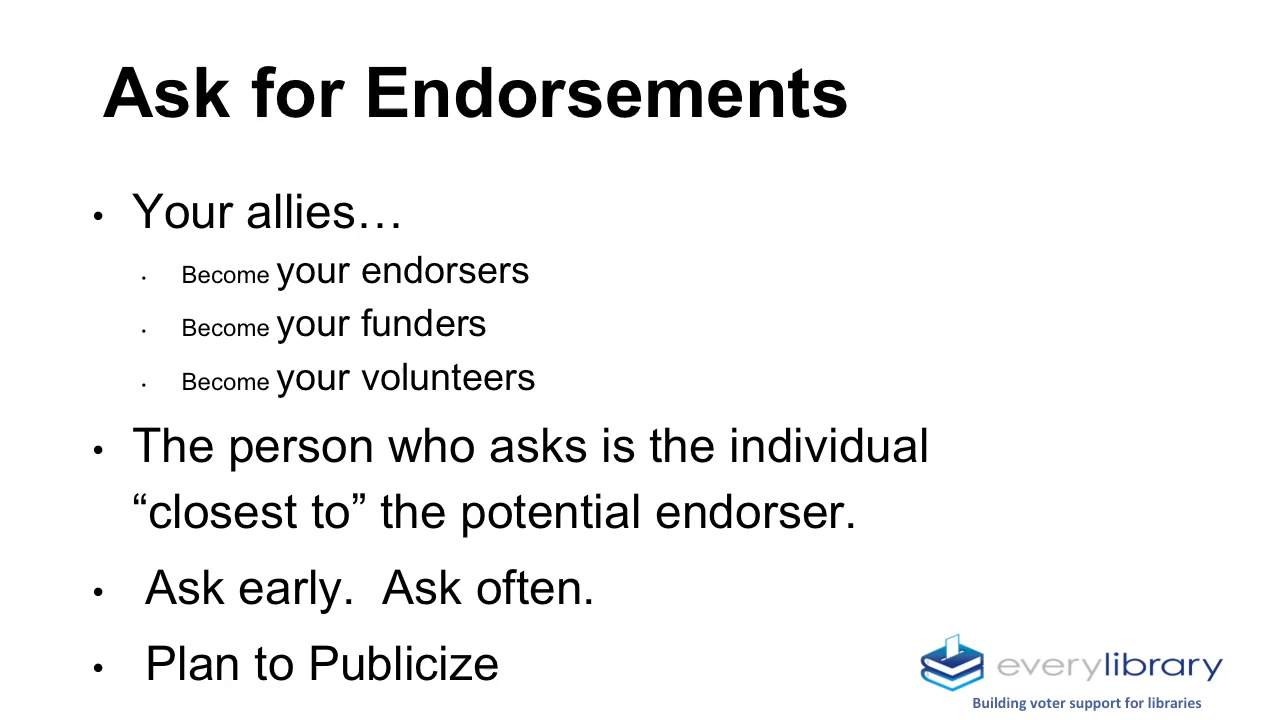 Ask for Endorsements
• Your allies…
• Become your endorsers
• Become your funders
• Become your volunteers
• The person who asks is the individual
“closest to” the potential endorser.
• Ask early.  Ask often.
• Plan to Publicize
everylibrary
Building voter support for libraries